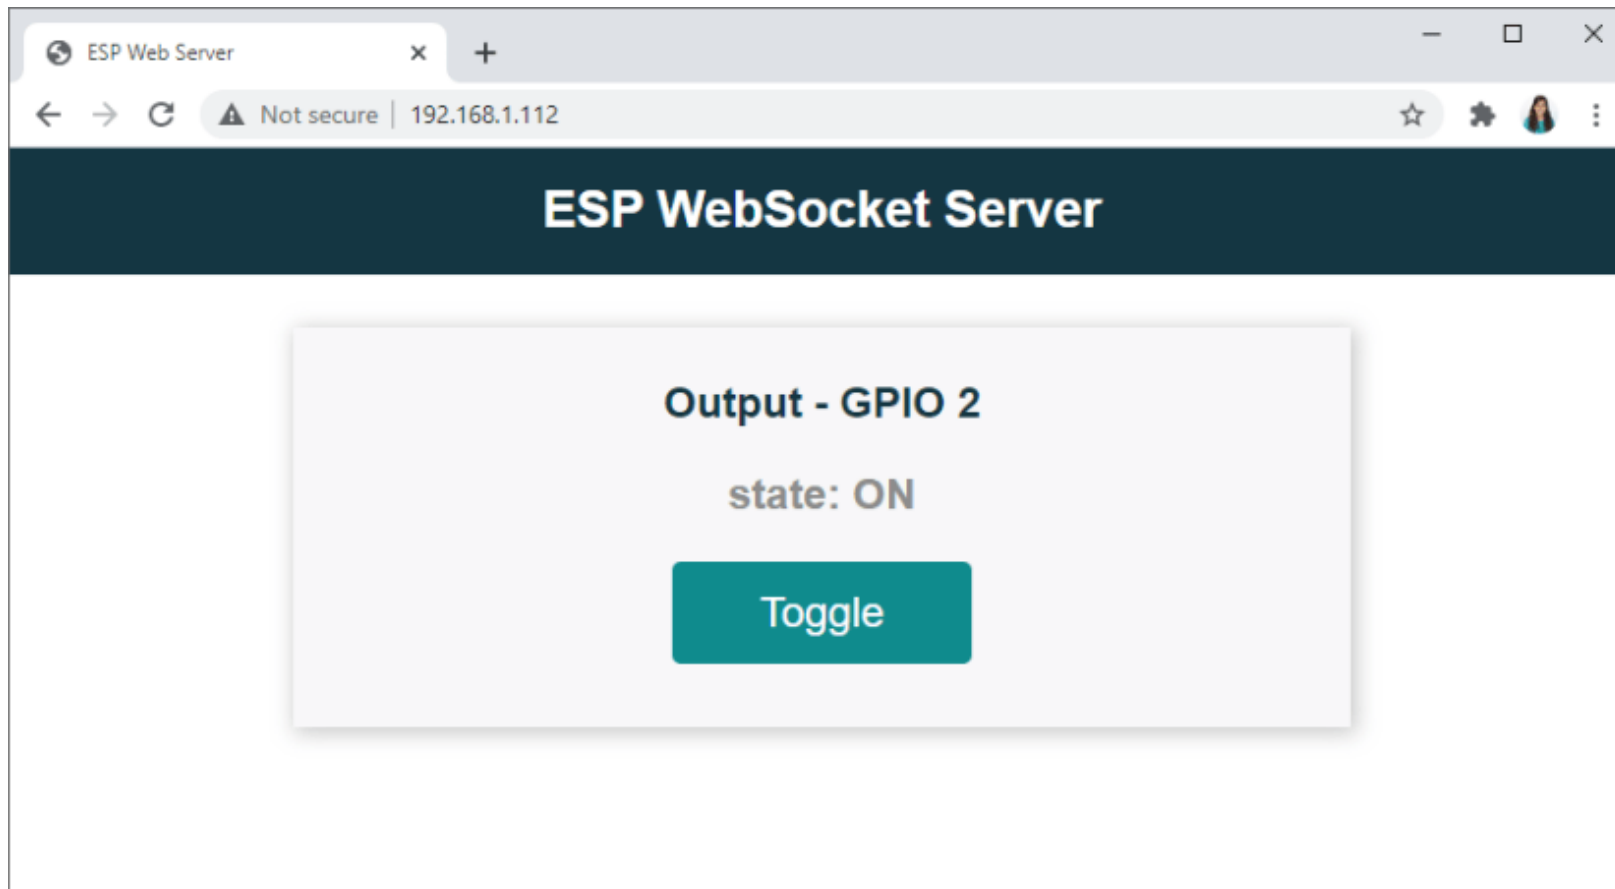 ESP Web Server
Not secure | 192.168.1.112
ESP WebSocket Server
Output - GPIO 2
state: ON
Toggle